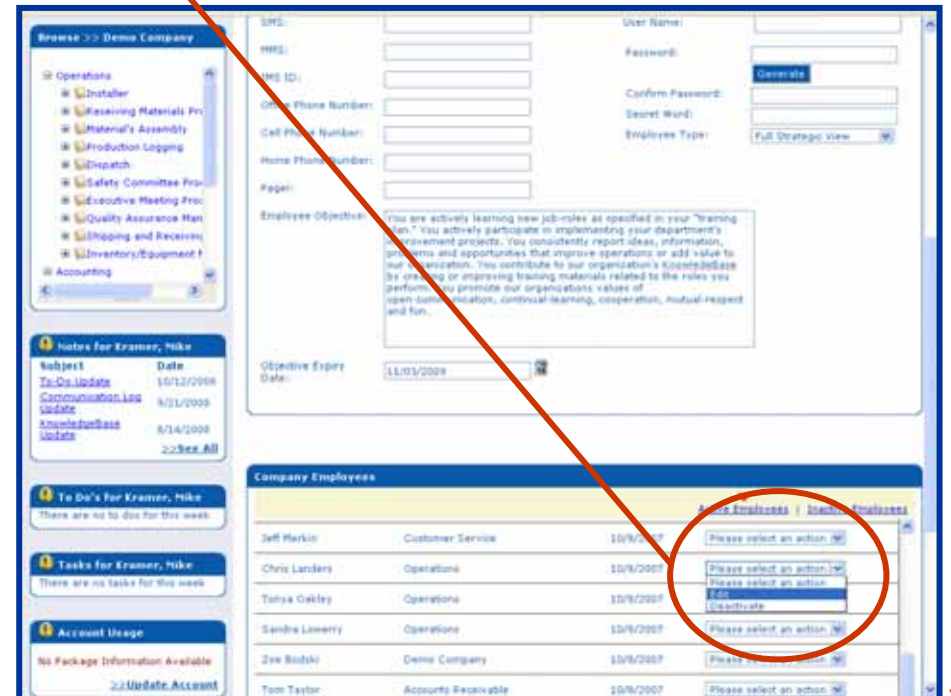 Browse >> Demo Company
Operations
Installer
Receiving Materials Pr
Material's Assembly
Production Logging
Dispatch
Safety Committee Pro
Executive Meeting Proc
Quality Assurance Man
Shipping and Receiving
Inventory/Equipment
Accounting
Notes for Kramer, Mike
Subject Date
To-Do Update 10/12/2008
Communication Log Update 9/21/2008
KnowledgeBase Update 8/14/2008
>>See All
To Do's for Kramer, Mike
There are no to dos for this week
Tasks for Kramer, Mike
There are no tasks for this week
Account Usage
No Package Information Available
>>Update Account
SMS:
MMS:
IMS ID:
Office Phone Number:
Cell Phone Number:
Home Phone Number:
Pager:
User Name:
Password:
Generate
Confirm Password:
Secret Word:
Employee Type: Full Strategic View
Employee Objective:
You are actively learning new job-roles as specified in your "training
plan." You actively participate in implementing your department's
improvement projects. You consistently report ideas, information,
problems and opportunities that improve operations or add value to
our organization. You contribute to our organization's KnowledeBase
by creating or improving training materials related to the roles you
perform. You promote our organizations values of
open-communication, continual-learning, cooperation, mutual-respect
and fun.
Objective Expiry
Date: 11/03/2009
Company Employees
Active Employees | Inactive Employees
Jeff Merkin Customer Service 10/9/2007 Please select an action
Chris Landers Operations 10/9/2007 Please select an action
Please select an action
Edit
Deactivate
Tonya Oakley Operations 10/9/2007
Sandra Lowerry Operations 10/9/2007 Please select an action
Zoe Bodski Demo Company 10/9/2007 Please select an action
Tom Taylor Accounts Receivable 10/9/2007 Please select an action